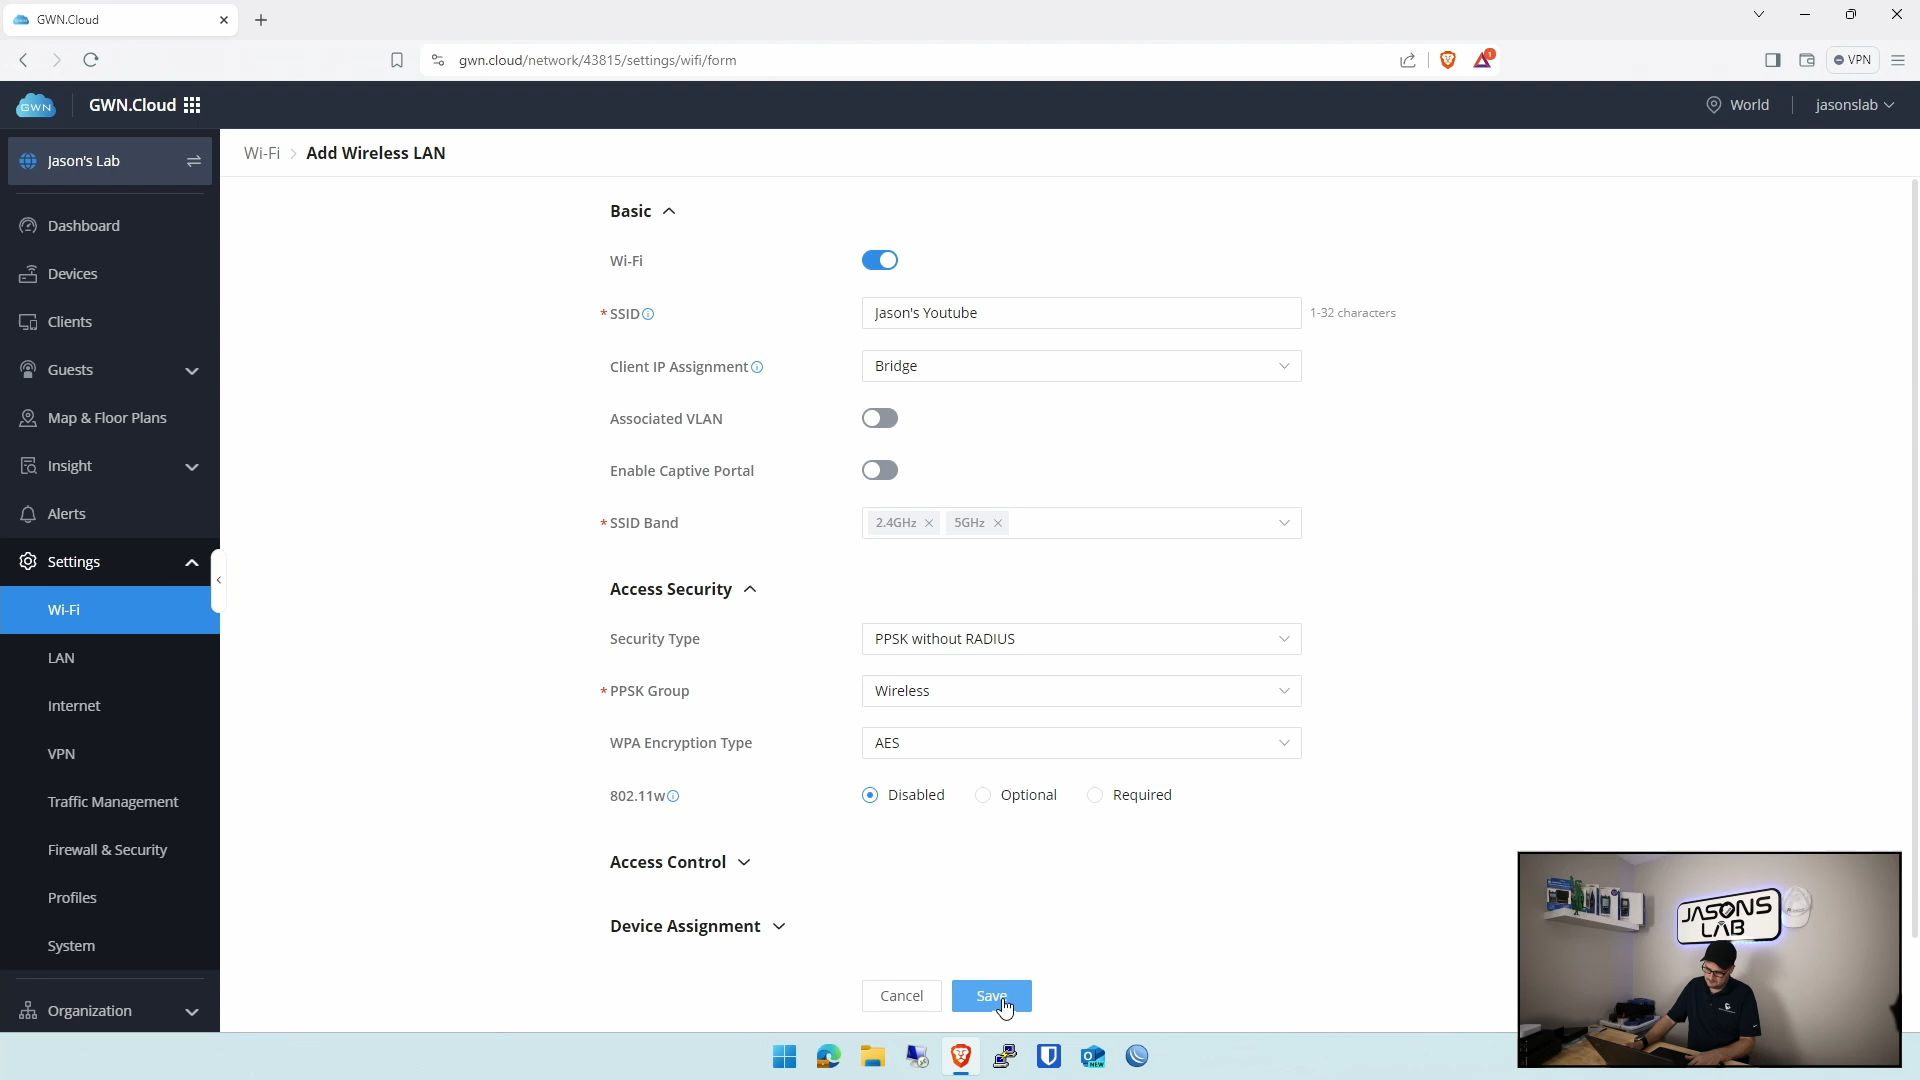 GWN.Cloud
gwn.cloud/network/43815/settings/wifi/form
1
VPN
GWN
GWN.Cloud
World
jasonslab
Jason's Lab
Wi-Fi > Add Wireless LAN
Dashboard
Devices
Clients
Guests
Map & Floor Plans
Insight
Alerts
Settings
Wi-Fi
LAN
Internet
VPN
Traffic Management
Firewall & Security
Profiles
System
Organization
Basic
Wi-Fi
* SSID
Jason's Youtube
1-32 characters
Client IP Assignment
Bridge
Associated VLAN
Enable Captive Portal
* SSID Band
2.4GHz × 5GHz ×
Access Security
Security Type
PPSK without RADIUS
* PPSK Group
Wireless
WPA Encryption Type
AES
802.11w
Disabled
Optional
Required
Access Control
Device Assignment
Cancel
Save
JASONS
LAB
NEW